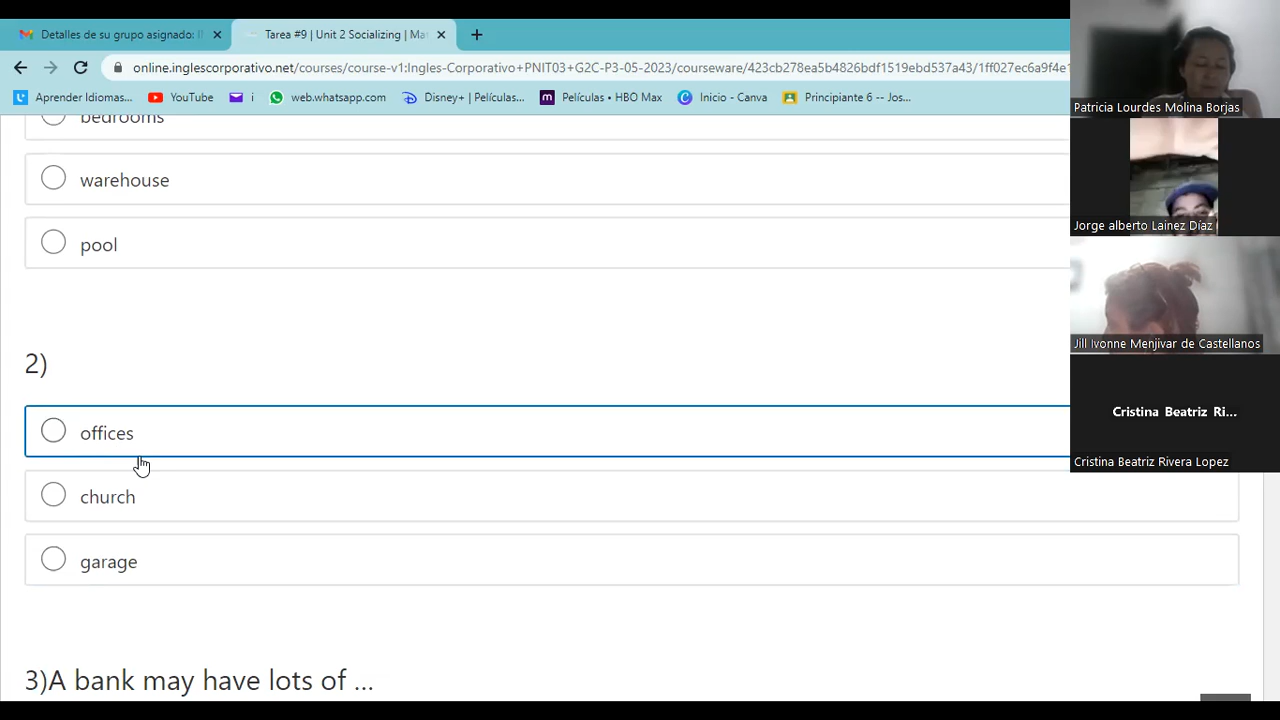 Detalles de su grupo asignado: I
Tarea #9 | Unit 2 Socializing | Ma
online.inglescorporativo.net/courses/course-v1:Ingles-Corporativo+PNIT03+G2C-P3-05-2023/courseware/423cb278ea5b4826bdf1519ebd537a43/1ff027ec6a9f4e1
Aprender Idiomas...
YouTube
i
web.whatsapp.com
Disney+ | Películas...
Películas • HBO Max
Inicio - Canva
Principiante 6 -- Jos...
bedrooms
warehouse
pool
2)
offices
church
garage
3)A bank may have lots of ...
Patricia Lourdes Molina Borjas
Jorge alberto Lainez Díaz
Jill Ivonne Menjivar de Castellanos
Cristina Beatriz Ri...
Cristina Beatriz Rivera Lopez